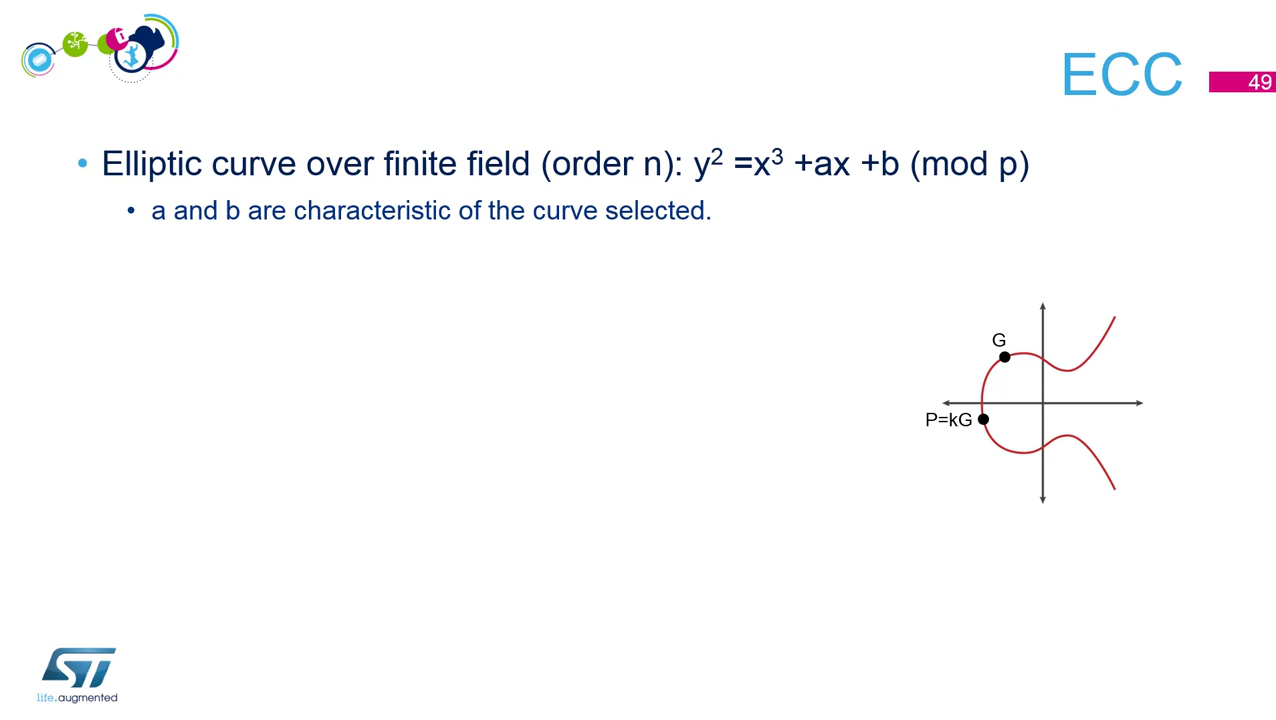 ECC
49
• Elliptic curve over finite field (order n): y² =x³ +ax +b (mod p)
• a and b are characteristic of the curve selected.
G
P=kG
ST
life.augmented